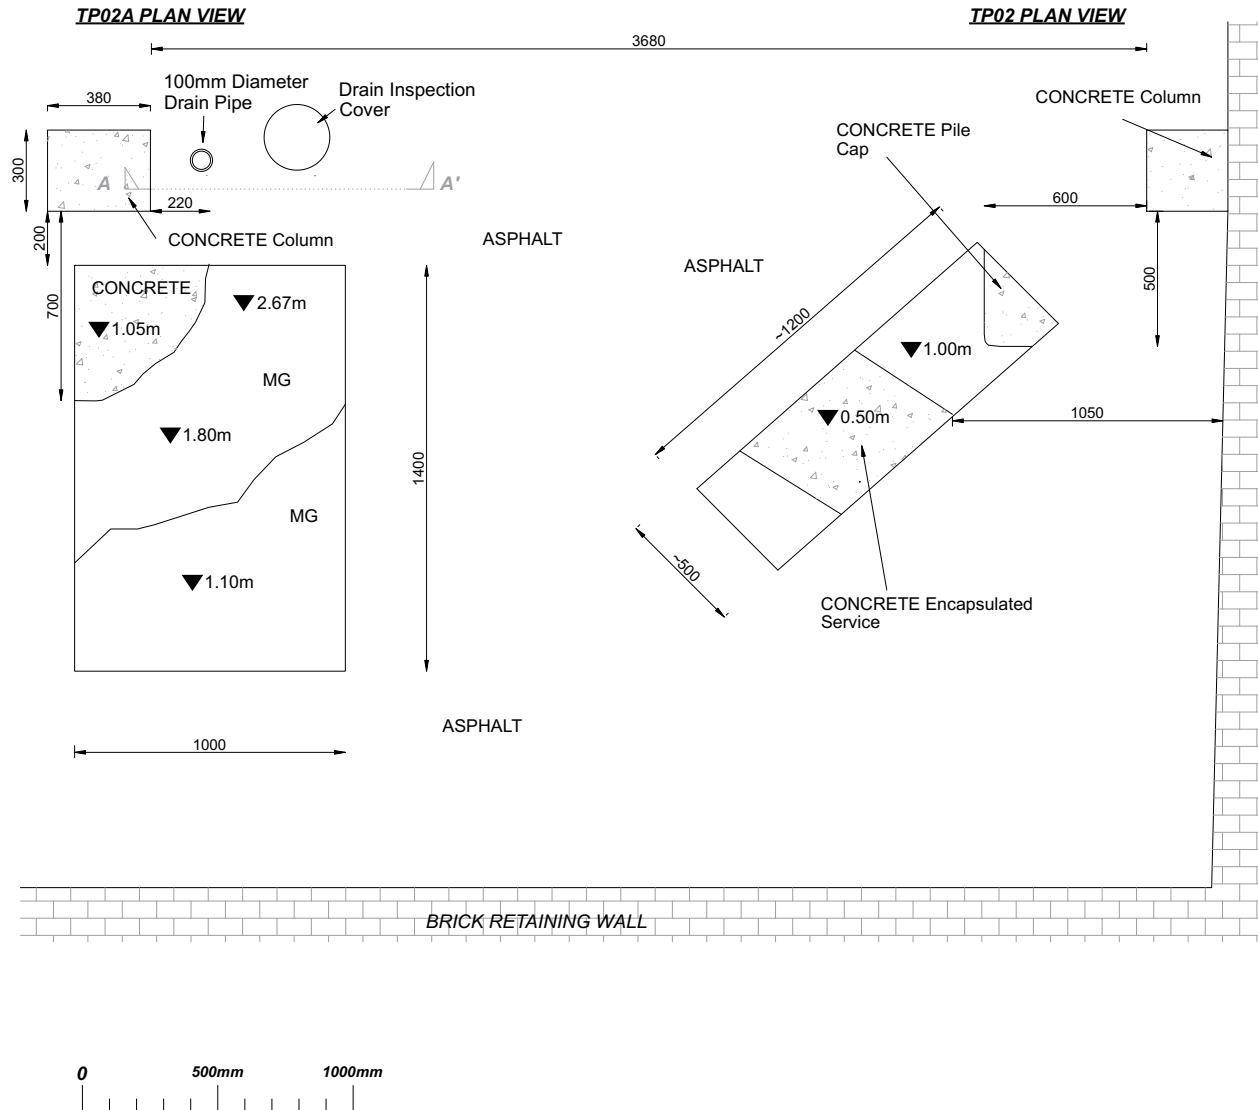 TP02A PLAN VIEW
TP02 PLAN VIEW
3680
380
100mm Diameter
Drain Pipe
Drain Inspection
Cover
CONCRETE Column
CONCRETE Pile
Cap
300
A
A'
220
600
200
CONCRETE Column
ASPHALT
ASPHALT
500
700
CONCRETE
2.67m
1.05m
~1200
1.00m
MG
0.50m
1050
1.80m
1400
MG
~500
1.10m
CONCRETE Encapsulated
Service
ASPHALT
1000
BRICK RETAINING WALL
0
500mm
1000mm